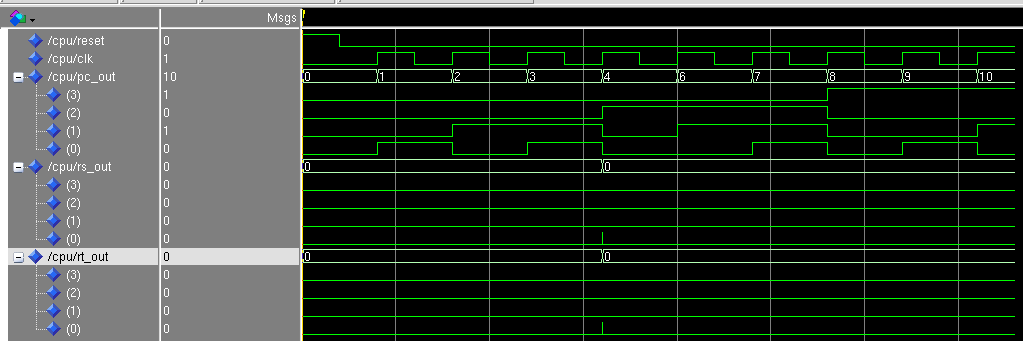 Msgs
/cpu/reset 0
/cpu/clk 1
/cpu/pc_out 10 0 1 2 3 4 6 7 8 9 10
(3) 1
(2) 0
(1) 1
(0) 0
/cpu/rs_out 0 0 0
(3) 0
(2) 0
(1) 0
(0) 0
/cpu/rt_out 0 0 0
(3) 0
(2) 0
(1) 0
(0) 0